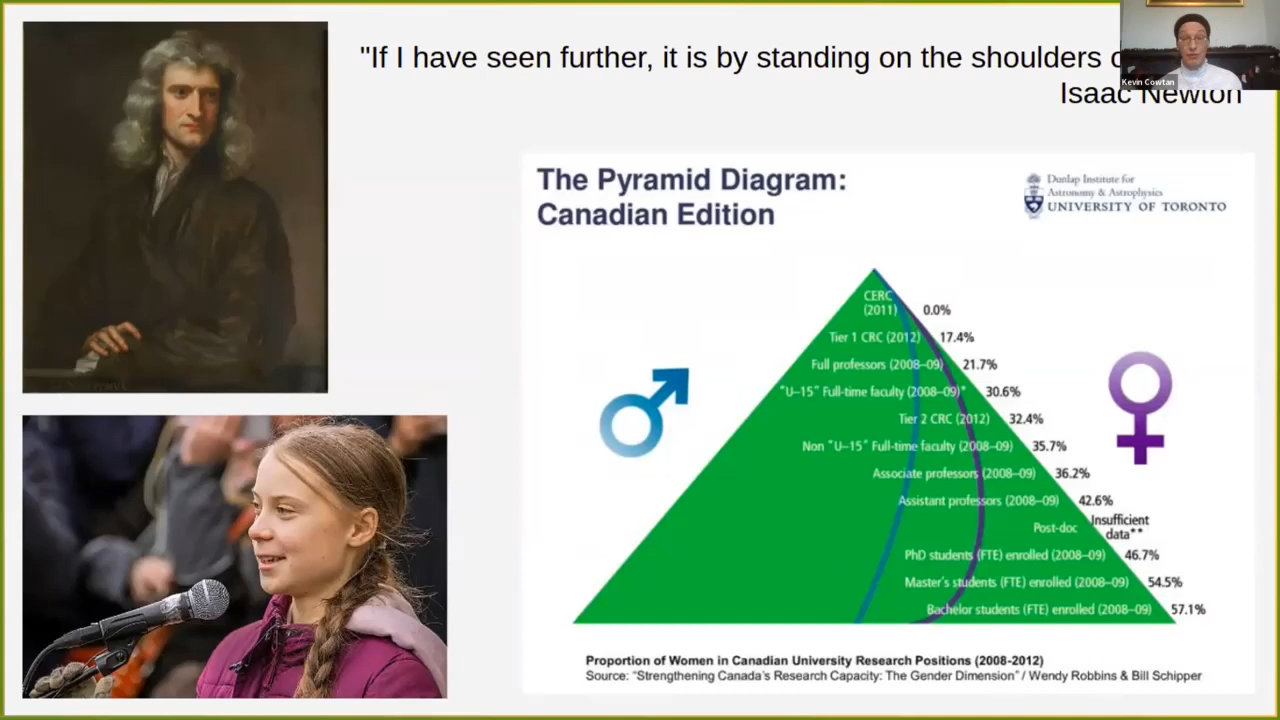 "If I have seen further, it is by standing on the shoulders
Isaac Newton
Kevin Cowtan
The Pyramid Diagram:
Canadian Edition
Dunlap Institute for
Astronomy & Astrophysics
UNIVERSITY OF TORONTO
CERC
(2011) 0.0%
Tier 1 CRC (2012) 17.4%
Full professors (2008–09) 21.7%
"U–15" Full-time faculty (2008–09)* 30.6%
Tier 2 CRC (2012) 32.4%
Non "U–15" Full-time faculty (2008–09) 35.7%
Associate professors (2008–09) 36.2%
Assistant professors (2008–09) 42.6%
Post-doc Insufficient
data**
PhD students (FTE) enrolled (2008–09) 46.7%
Master's students (FTE) enrolled (2008–09) 54.5%
Bachelor students (FTE) enrolled (2008–09) 57.1%
Proportion of Women in Canadian University Research Positions (2008-2012)
Source: "Strengthening Canada's Research Capacity: The Gender Dimension" / Wendy Robbins & Bill Schipper